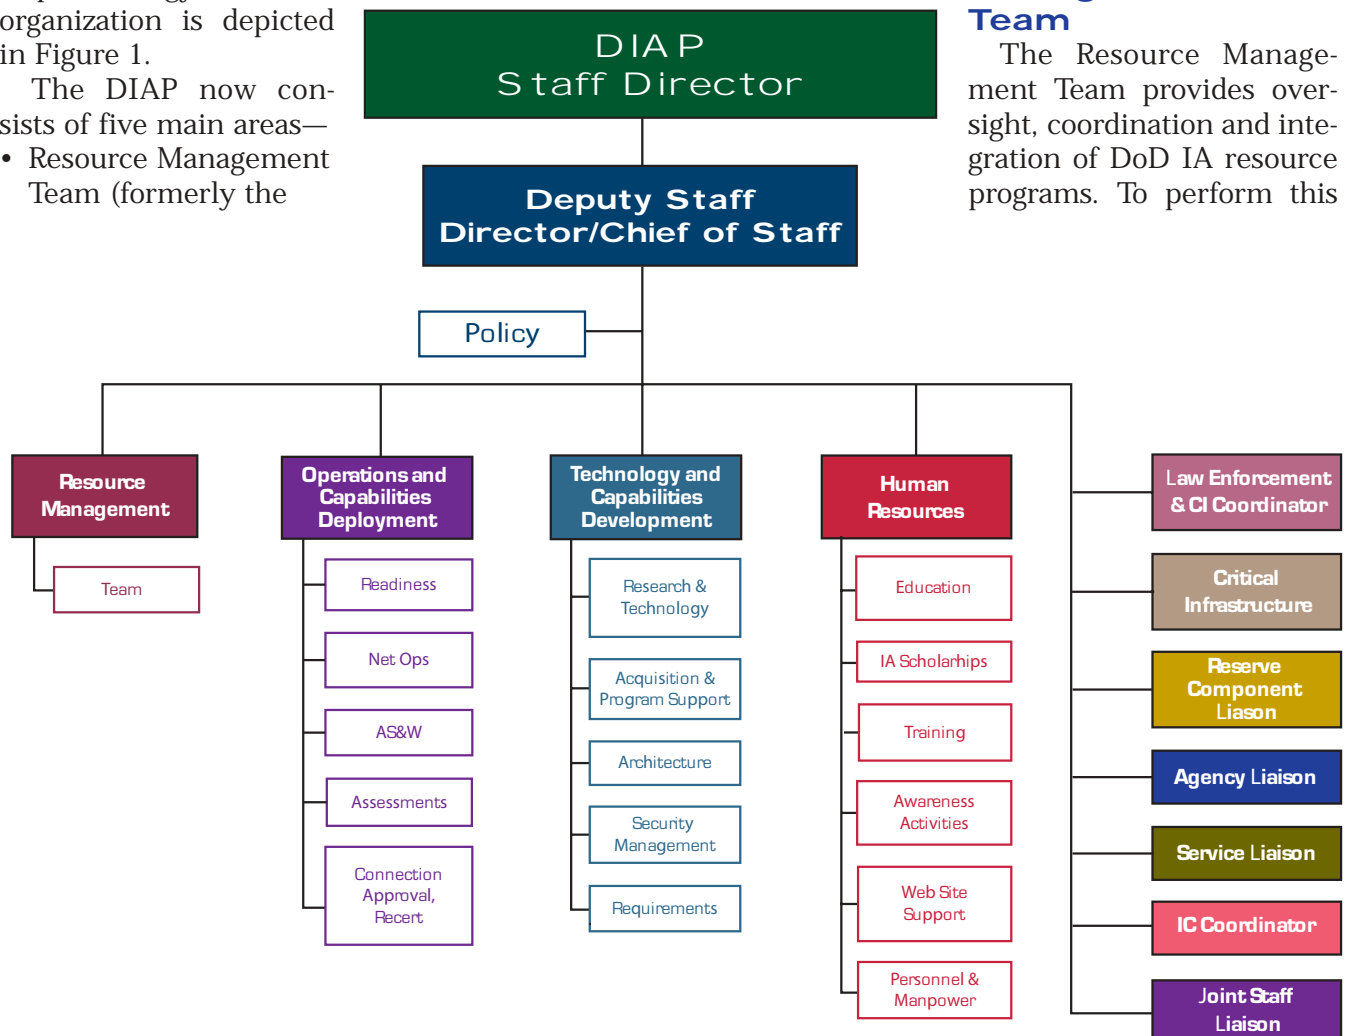 organization is depicted
in Figure 1.
The DIAP now con-
sists of five main areas—
• Resource Management
Team (formerly the
DIAP
Staff Director
Deputy Staff
Director/Chief of Staff
Policy
Team
The Resource Manage-
ment Team provides over-
sight, coordination and inte-
gration of DoD IA resource
programs. To perform this
Resource
Management
Team
Operations and
Capabilities
Deployment
Readiness
Net Ops
AS&W
Assessments
Connection
Approval,
Recert
Technology and
Capabilities
Development
Research &
Technology
Acquisition &
Program Support
Architecture
Security
Management
Requirements
Human
Resources
Education
IA Scholarhips
Training
Awareness
Activities
Web Site
Support
Personnel &
Manpower
Law Enforcement
& CI Coordinator
Critical
Infrastructure
Reserve
Component
Liason
Agency Liaison
Service Liaison
IC Coordinator
Joint Staff
Liaison